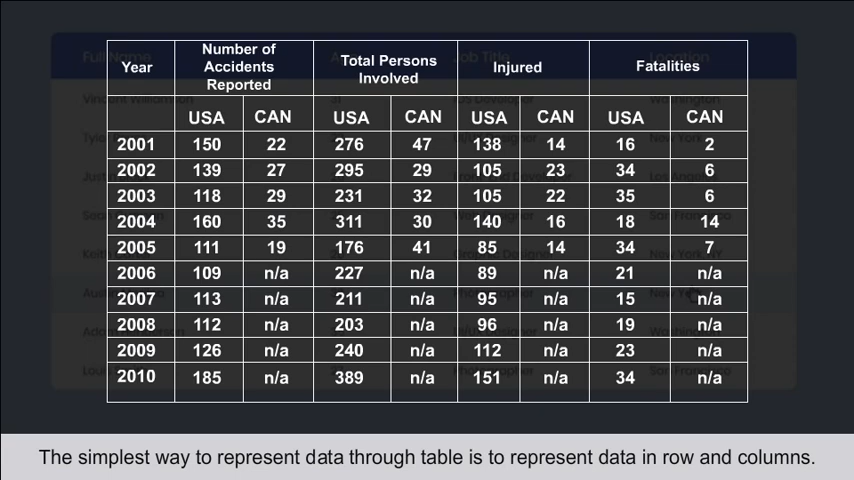 Year Number of Accidents Reported Total Persons Involved Injured Fatalities
USA CAN USA CAN USA CAN USA CAN
2001 150 22 276 47 138 14 16 2
2002 139 27 295 29 105 23 34 6
2003 118 29 231 32 105 22 35 6
2004 160 35 311 30 140 16 18 14
2005 111 19 176 41 85 14 34 7
2006 109 n/a 227 n/a 89 n/a 21 n/a
2007 113 n/a 211 n/a 95 n/a 15 n/a
2008 112 n/a 203 n/a 96 n/a 19 n/a
2009 126 n/a 240 n/a 112 n/a 23 n/a
2010 185 n/a 389 n/a 151 n/a 34 n/a
The simplest way to represent data through table is to represent data in row and columns.